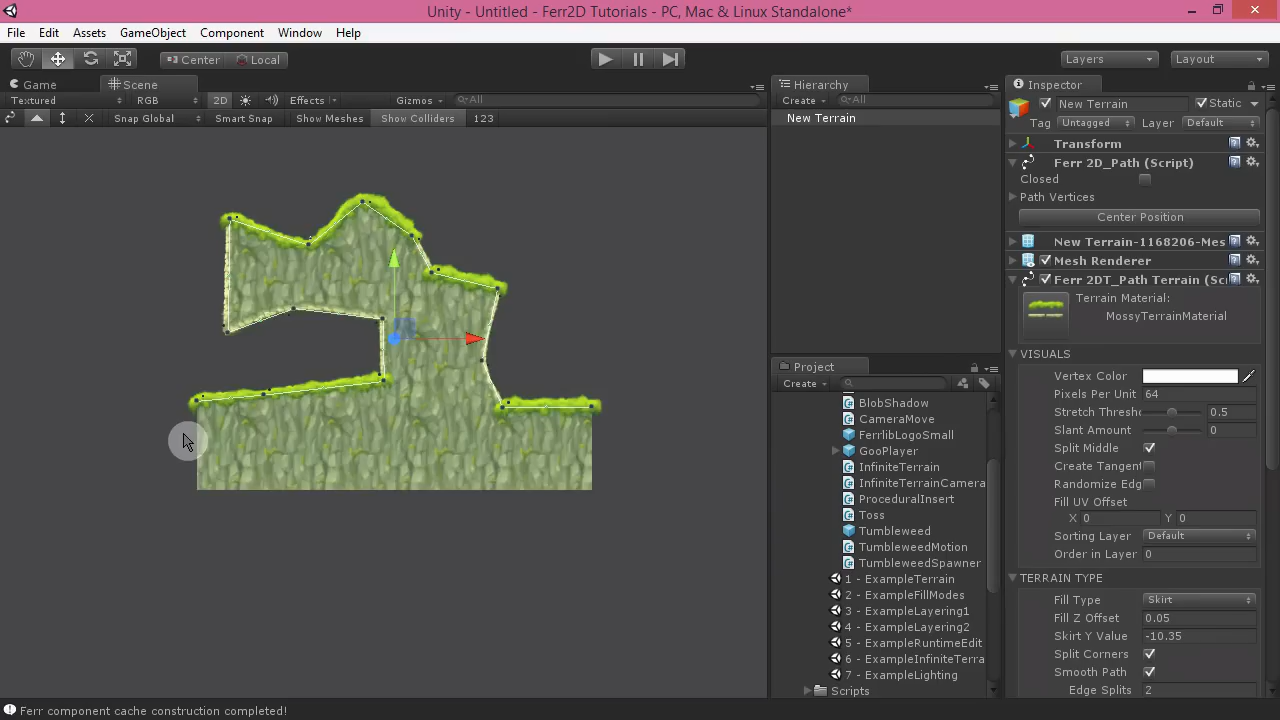 Unity - Untitled - Ferr2D Tutorials - PC, Mac & Linux Standalone*
File Edit Assets GameObject Component Window Help
Center Local Layers Layout
Game Scene
Textured RGB 2D Effects Gizmos All
Snap Global Smart Snap Show Meshes Show Colliders 123
Hierarchy
Create All
New Terrain
Project
Create
BlobShadow
CameraMove
FerrlibLogoSmall
GooPlayer
InfiniteTerrain
InfiniteTerrainCamera
ProceduralInsert
Toss
Tumbleweed
TumbleweedMotion
TumbleweedSpawner
1 - ExampleTerrain
2 - ExampleFillModes
3 - ExampleLayering1
4 - ExampleLayering2
5 - ExampleRuntimeEdit
6 - ExampleInfiniteTerra
7 - ExampleLighting
Scripts
Inspector
New Terrain Static
Tag Untagged Layer Default
Transform
Ferr 2D_Path (Script)
Closed
Path Vertices
Center Position
New Terrain-1168206-Mes
Mesh Renderer
Ferr 2DT_Path Terrain (Scr
Terrain Material:
MossyTerrainMaterial
VISUALS
Vertex Color
Pixels Per Unit 64
Stretch Thresho 0.5
Slant Amount 0
Split Middle
Create Tangent
Randomize Edg
Fill UV Offset
X 0 Y 0
Sorting Layer Default
Order in Layer 0
TERRAIN TYPE
Fill Type Skirt
Fill Z Offset 0.05
Skirt Y Value -10.35
Split Corners
Smooth Path
Edge Splits 2
Ferr component cache construction completed!